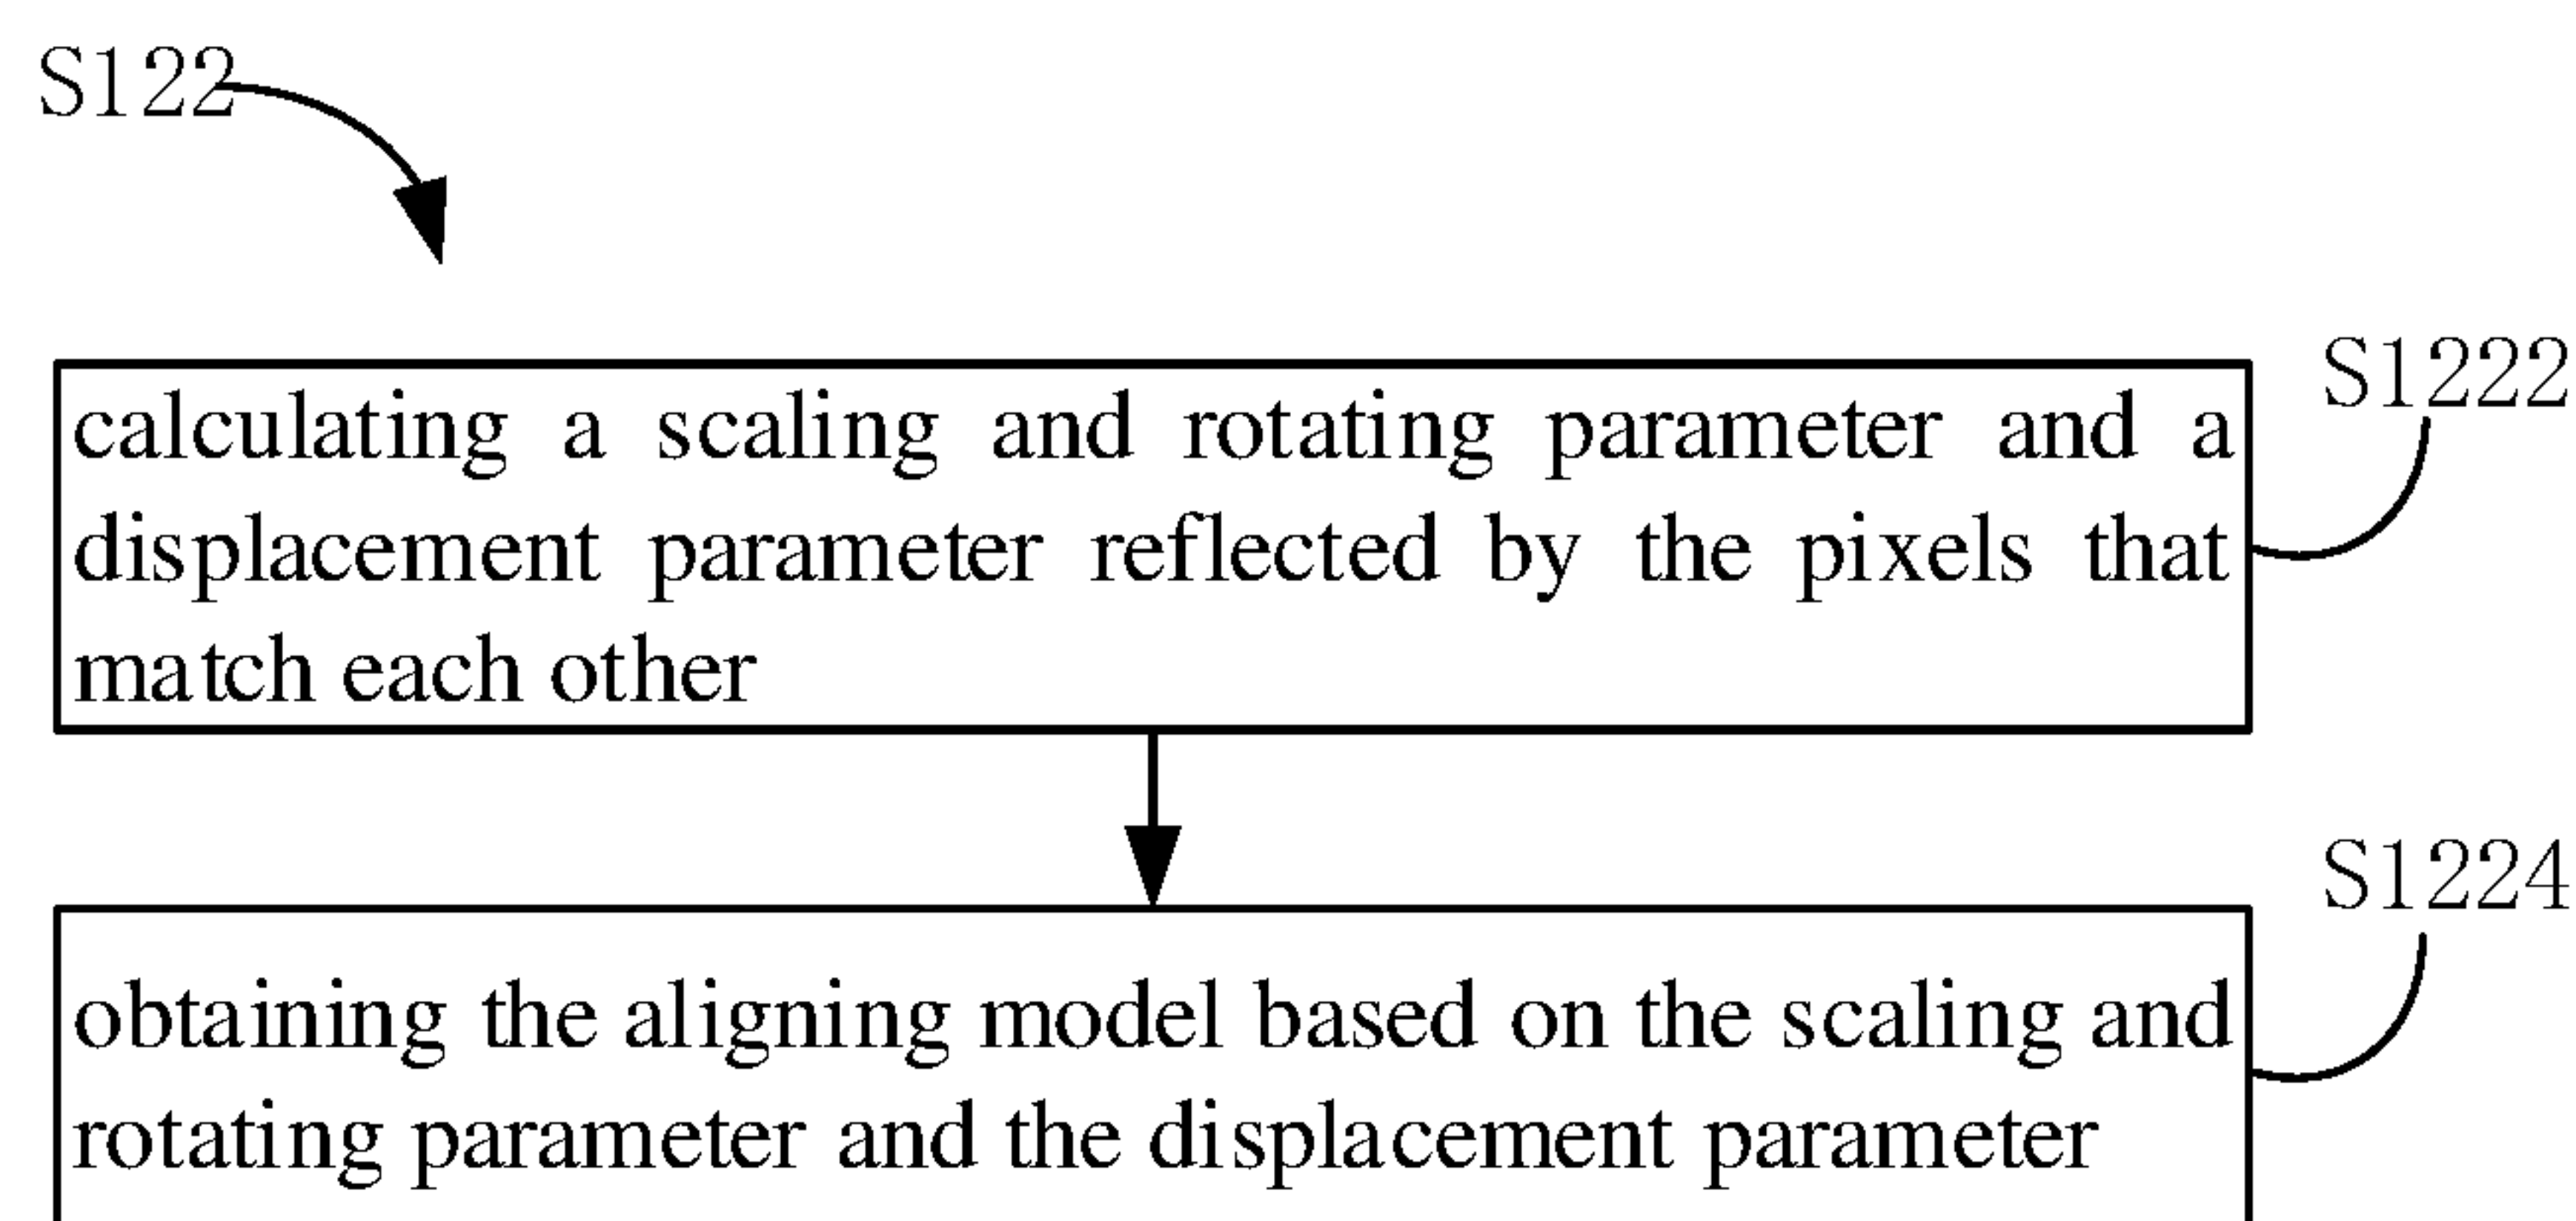 S122
S1222
calculating a scaling and rotating parameter and a
displacement parameter reflected by the pixels that
match each other
S1224
obtaining the aligning model based on the scaling and
rotating parameter and the displacement parameter